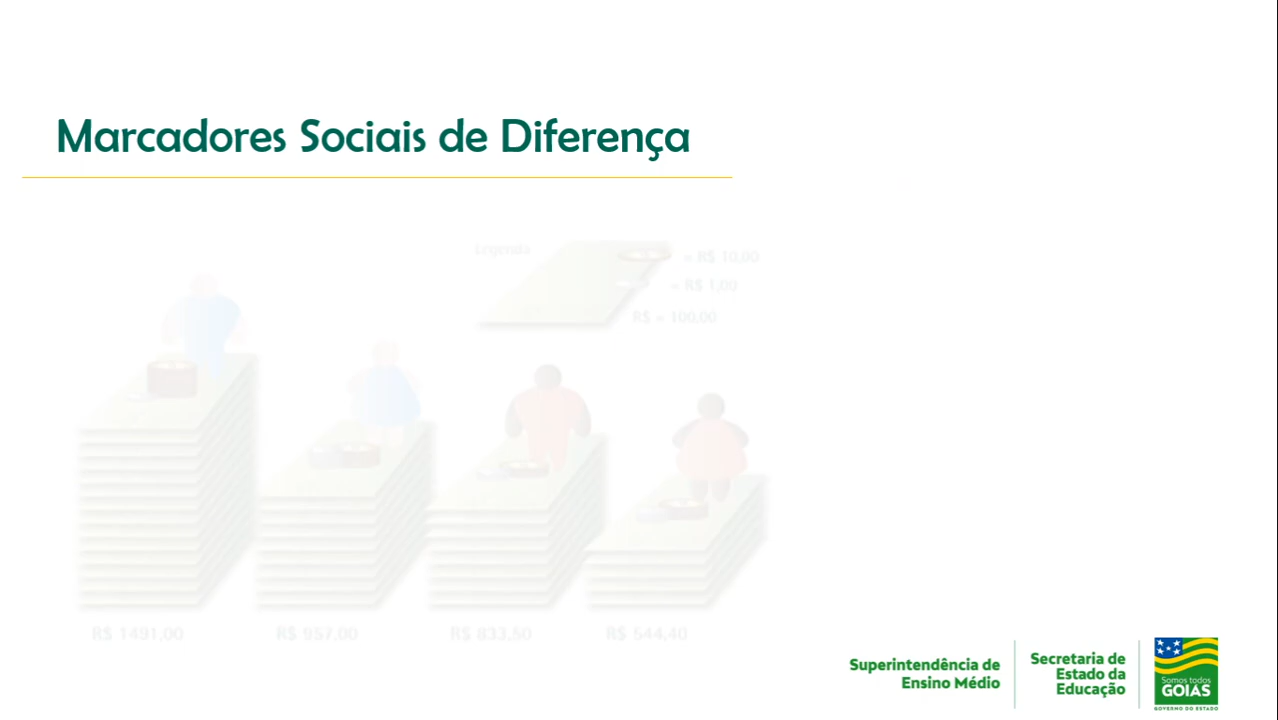 Marcadores Sociais de Diferença
Legenda
= R$ 10,00
= R$ 1,00
R$ = 100,00
R$ 1491,00
R$ 957,00
R$ 833,50
R$ 544,40
Superintendência de
Ensino Médio
Secretaria de
Estado da
Educação
Somos todos
GOIÁS
GOVERNO DO ESTADO